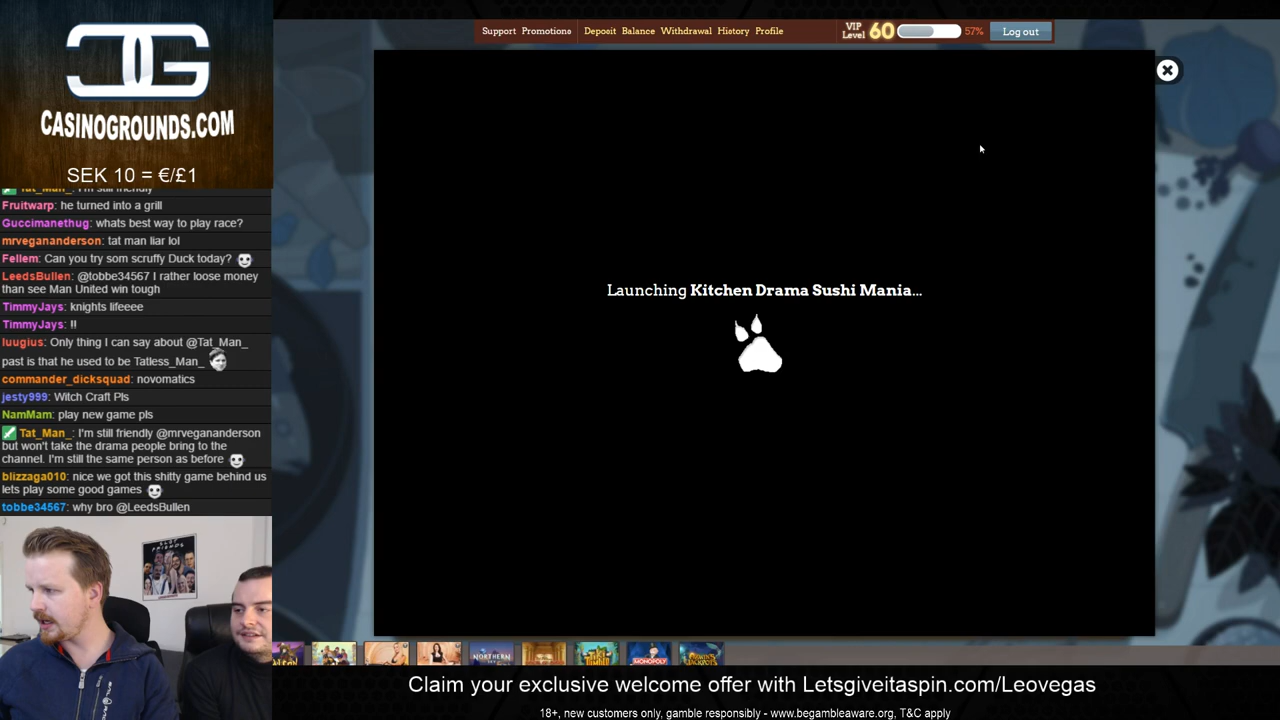 Support Promotions Deposit Balance Withdrawal History Profile VIP Level 60 57% Log out
CASINOGROUNDS.COM
SEK 10 = €/£1
Tat_Man_: I'm still friendly
Fruitwarp: he turned into a grill
Guccimanethug: whats best way to play race?
mrvegananderson: tat man liar lol
Fellem: Can you try som scruffy Duck today?
LeedsBullen: @tobbe34567 I rather loose money
than see Man United win tough
TimmyJays: knights lifeeee
TimmyJays: !!
luugius: Only thing I can say about @Tat_Man_
past is that he used to be Tatless_Man_
commander_dicksquad: novomatics
jesty999: Witch Craft Pls
NamMam: play new game pls
Tat_Man_: I'm still friendly @mrvegananderson
but won't take the drama people bring to the
channel. I'm still the same person as before
blizzaga010: nice we got this shitty game behind us
lets play some good games
tobbe34567: why bro @LeedsBullen
Launching Kitchen Drama Sushi Mania...
NORTHERN
MONOPOLY
Claim your exclusive welcome offer with Letsgiveitaspin.com/Leovegas
18+, new customers only, gamble responsibly - www.begambleaware.org, T&C apply